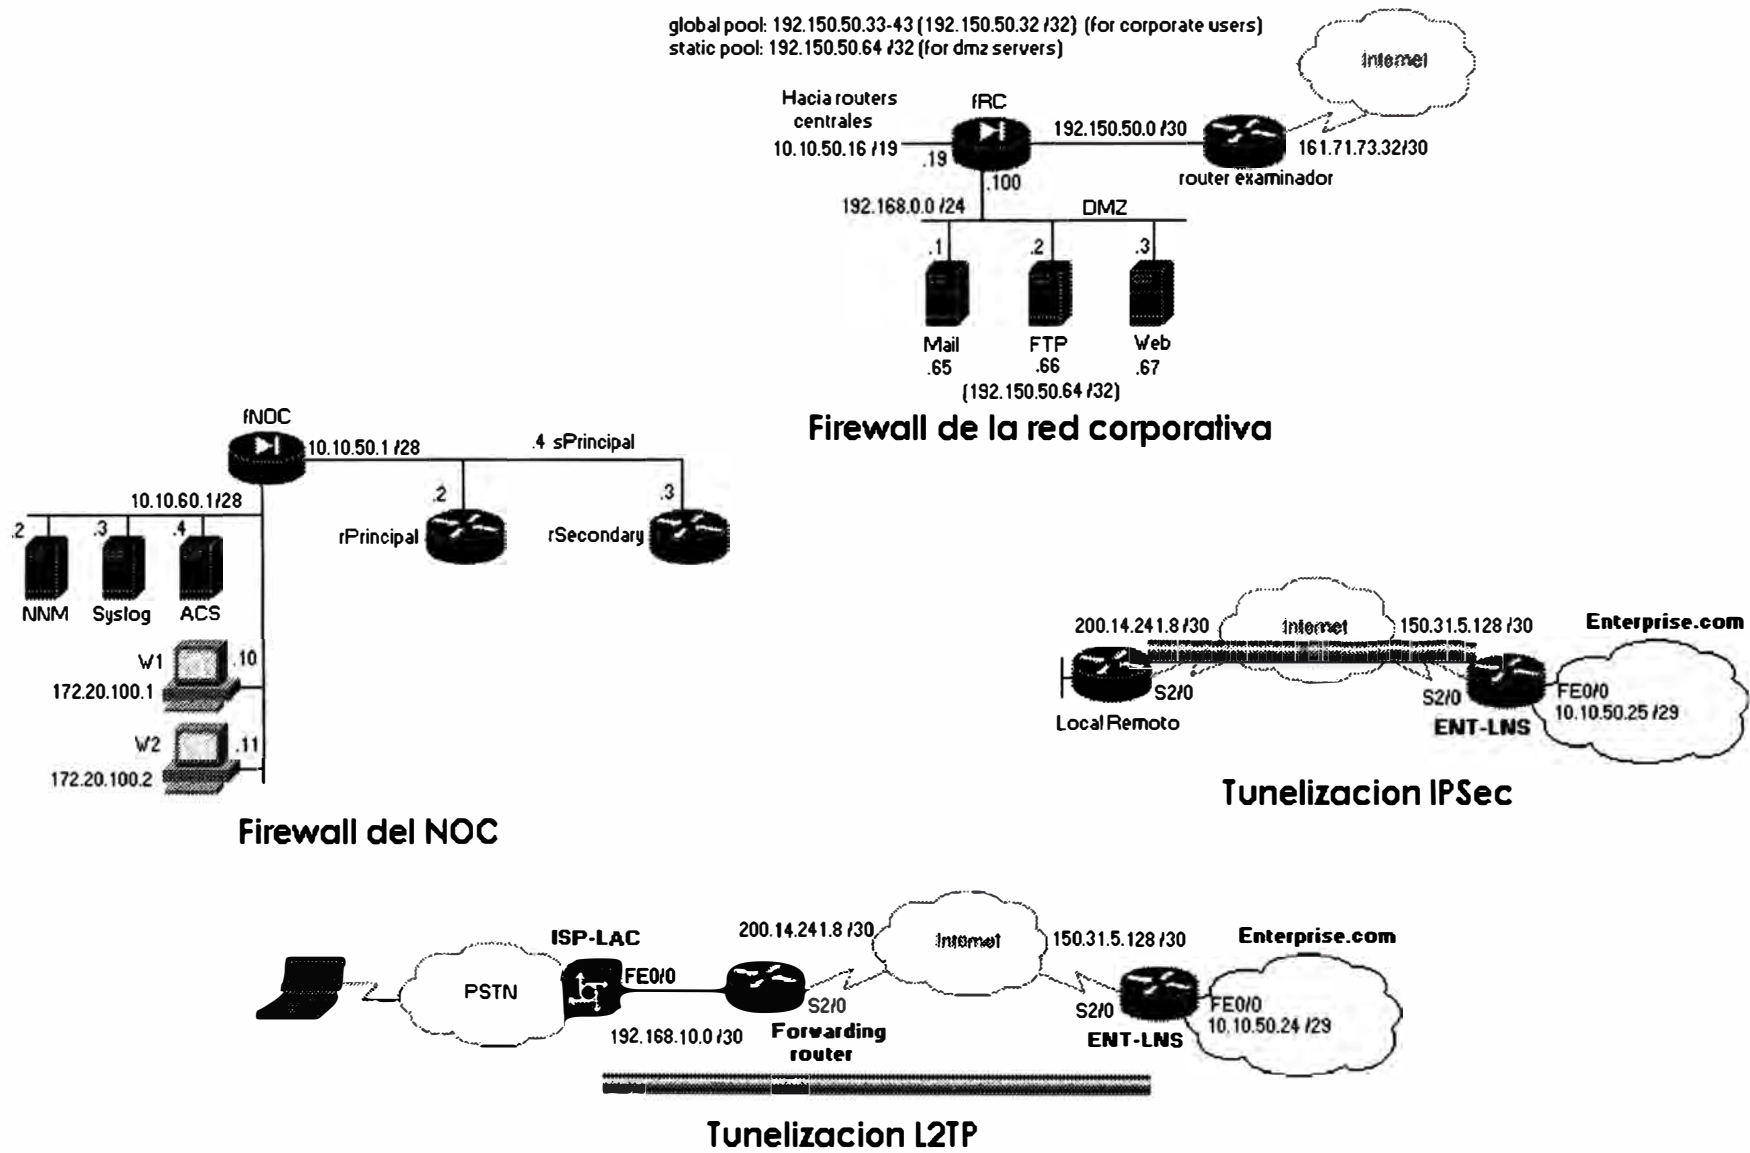 global pool: 192.150.50.33-43 (192.150.50.32 /32) (for corporate users)
static pool: 192.150.50.64 /32 (for dmz servers)
Internet
Hacia routers
centrales
10.10.50.16 /19
.19
fRC
.100
192.150.50.0 /30
161.71.73.32/30
router examinador
192.168.0.0 /24
DMZ
.1
.2
.3
Mail
FTP
Web
.65
.66
.67
(192.150.50.64 /32)
Firewall de la red corporativa
fNOC
10.10.50.1 /28
.4 sPrincipal
.2
.3
rPrincipal
rSecondary
10.10.60.1/28
.2
.3
.4
NNM
Syslog
ACS
W1
.10
172.20.100.1
W2
.11
172.20.100.2
Firewall del NOC
200.14.241.8 /30
Internet
150.31.5.128 /30
Enterprise.com
S2/0
S2/0
FE0/0
10.10.50.25 /29
Local Remoto
ENT-LNS
Tunelizacion IPSec
ISP-LAC
200.14.241.8 /30
Internet
150.31.5.128 /30
Enterprise.com
PSTN
FE0/0
S2/0
S2/0
FE0/0
10.10.50.24 /29
192.168.10.0 /30
Forwarding
router
ENT-LNS
Tunelizacion L2TP